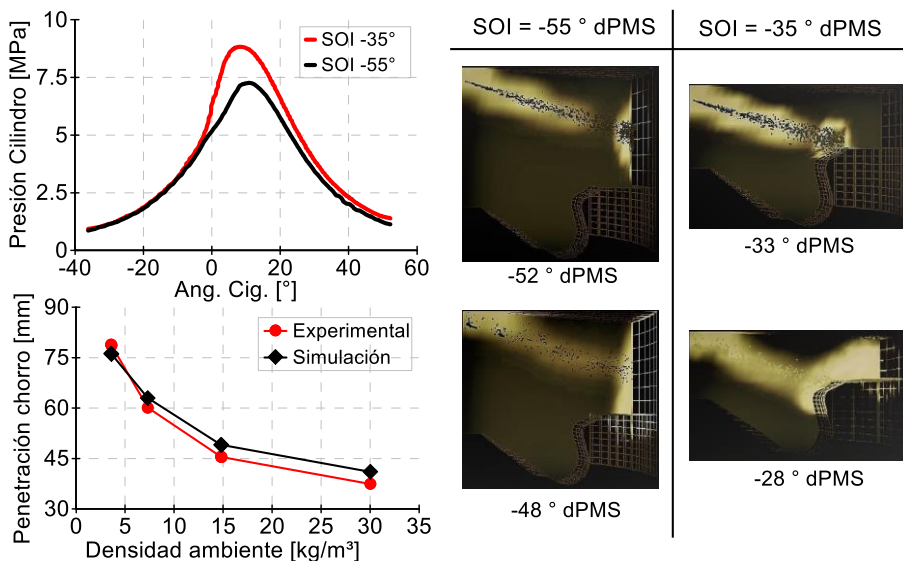 Presión Cilindro [MPa]
10
7.5
5
2.5
0
SOI -35°
SOI -55°
-40 -20 0 20 40 60
Ang. Cig. [°]
Penetración chorro [mm]
90
75
60
45
30
Experimental
Simulación
0 5 10 15 20 25 30 35
Densidad ambiente [kg/m³]
SOI = -55 ° dPMS
-52 ° dPMS
-48 ° dPMS
SOI = -35 ° dPMS
-33 ° dPMS
-28 ° dPMS